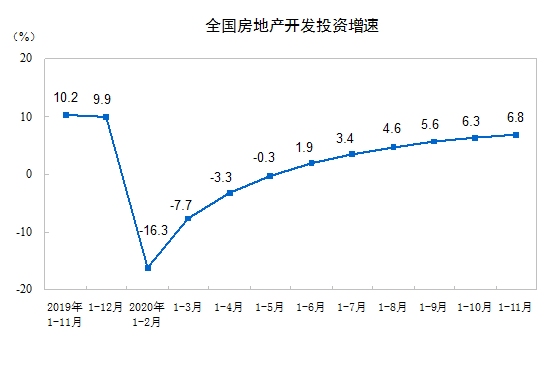 全国房地产开发投资增速
（%）
20
10
0
-10
-20
10.2
9.9
-16.3
-7.7
-3.3
-0.3
1.9
3.4
4.6
5.6
6.3
6.8
2019年
1-11月
1-12月
2020年
1-2月
1-3月
1-4月
1-5月
1-6月
1-7月
1-8月
1-9月
1-10月
1-11月